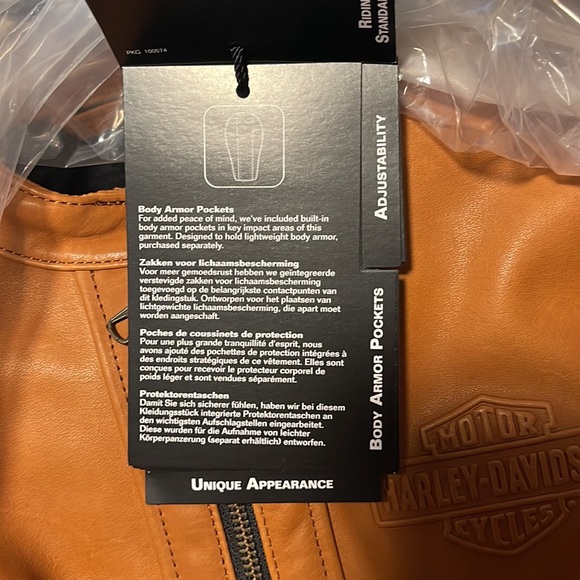 PKG 100574
RIDING
STANDA
ADJUSTABILITY
BODY ARMOR POCKETS
Body Armor Pockets
For added peace of mind, we've included built-in
body armor pockets in key impact areas of this
garment. Designed to hold lightweight body armor,
purchased separately.
Zakken voor lichaamsbescherming
Voor meer gemoedsrust hebben we geïntegreerde
verstevigde zakken voor lichaamsbescherming
toegevoegd op de belangrijkste contactpunten van
dit kledingstuk. Ontworpen voor het plaatsen van
lichtgewichte lichaamsbescherming, die apart moet
worden aangeschaft.
Poches de coussinets de protection
Pour une plus grande tranquillité d'esprit, nous
avons ajouté des pochettes de protection intégrées à
des endroits stratégiques de ce vêtement. Elles sont
conçues pour recevoir le protecteur corporel de
poids léger et sont vendues séparément.
Protektorentaschen
Damit Sie sich sicherer fühlen, haben wir bei diesem
Kleidungsstück integrierte Protektorentaschen an
den wichtigsten Aufschlagstellen eingearbeitet.
Diese wurden für die Aufnahme von leichter
Körperpanzerung (separat erhältlich) entworfen.
UNIQUE APPEARANCE
MOTOR
HARLEY-DAVIDS
CYCLES